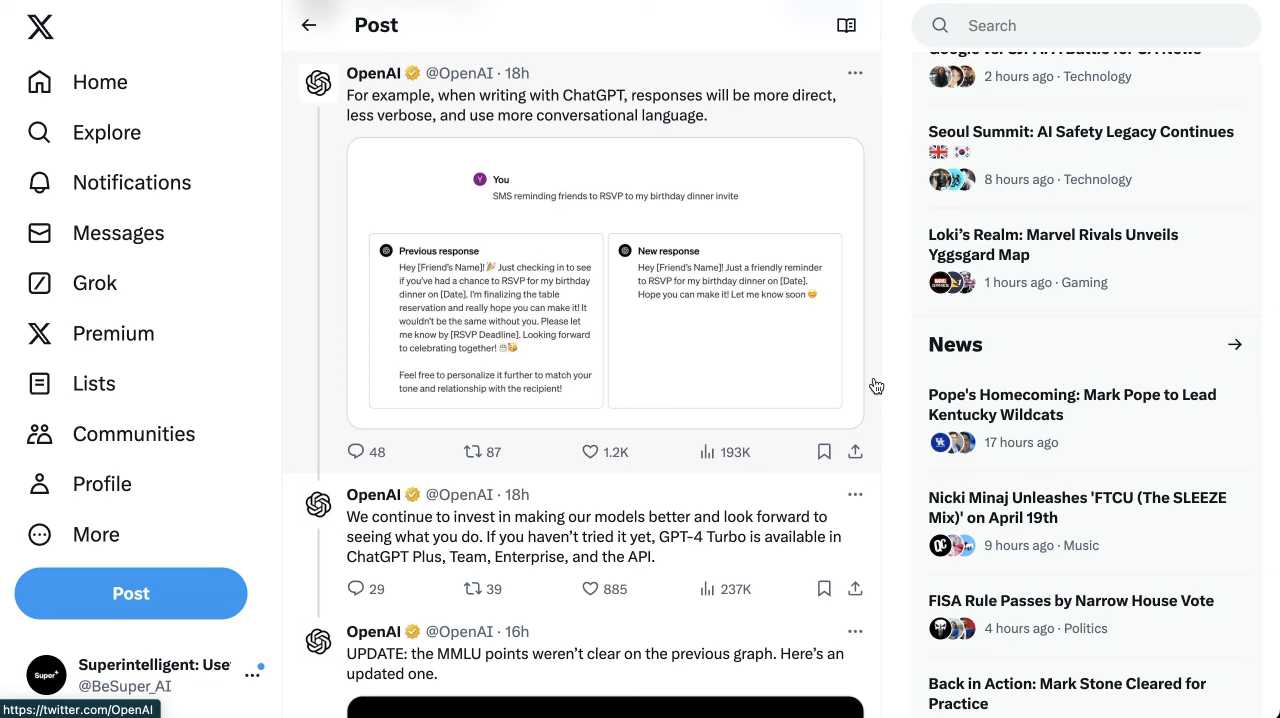 Home
Explore
Notifications
Messages
Grok
Premium
Lists
Communities
Profile
More
Post
Super+
Superintelligent: Use
@BeSuper_AI
https://twitter.com/OpenAI
Post
OpenAI @OpenAI · 18h
For example, when writing with ChatGPT, responses will be more direct,
less verbose, and use more conversational language.
Y You
SMS reminding friends to RSVP to my birthday dinner invite
Previous response
Hey [Friend's Name]! 🎉 Just checking in to see
if you've had a chance to RSVP for my birthday
dinner on [Date]. I'm finalizing the table
reservation and really hope you can make it! It
wouldn't be the same without you. Please let
me know by [RSVP Deadline]. Looking forward
to celebrating together! 🎂🥳
Feel free to personalize it further to match your
tone and relationship with the recipient!
New response
Hey [Friend's Name]! Just a friendly reminder
to RSVP for my birthday dinner on [Date].
Hope you can make it! Let me know soon 😊
48 87 1.2K 193K
OpenAI @OpenAI · 18h
We continue to invest in making our models better and look forward to
seeing what you do. If you haven’t tried it yet, GPT-4 Turbo is available in
ChatGPT Plus, Team, Enterprise, and the API.
29 39 885 237K
OpenAI @OpenAI · 16h
UPDATE: the MMLU points weren’t clear on the previous graph. Here’s an
updated one.
Search
2 hours ago · Technology
Seoul Summit: AI Safety Legacy Continues
🇬🇧 🇰🇷
8 hours ago · Technology
Loki’s Realm: Marvel Rivals Unveils
Yggsgard Map
1 hours ago · Gaming
News
Pope's Homecoming: Mark Pope to Lead
Kentucky Wildcats
17 hours ago
Nicki Minaj Unleashes 'FTCU (The SLEEZE
Mix)' on April 19th
9 hours ago · Music
FISA Rule Passes by Narrow House Vote
4 hours ago · Politics
Back in Action: Mark Stone Cleared for
Practice